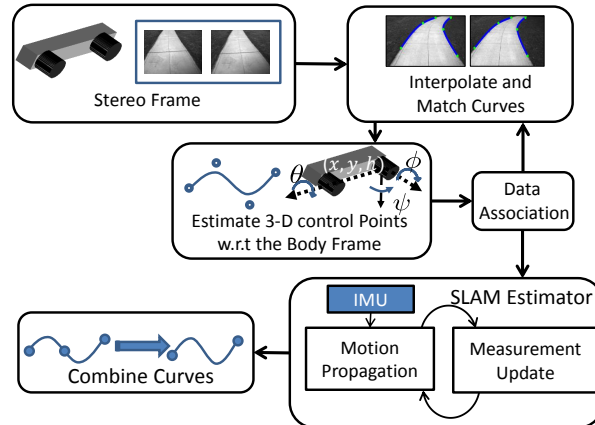 Stereo Frame
Interpolate and
Match Curves
(x, y, h)
θ
ϕ
ψ
Estimate 3-D control Points
w.r.t the Body Frame
Data
Association
IMU
SLAM Estimator
Motion
Propagation
Measurement
Update
Combine Curves